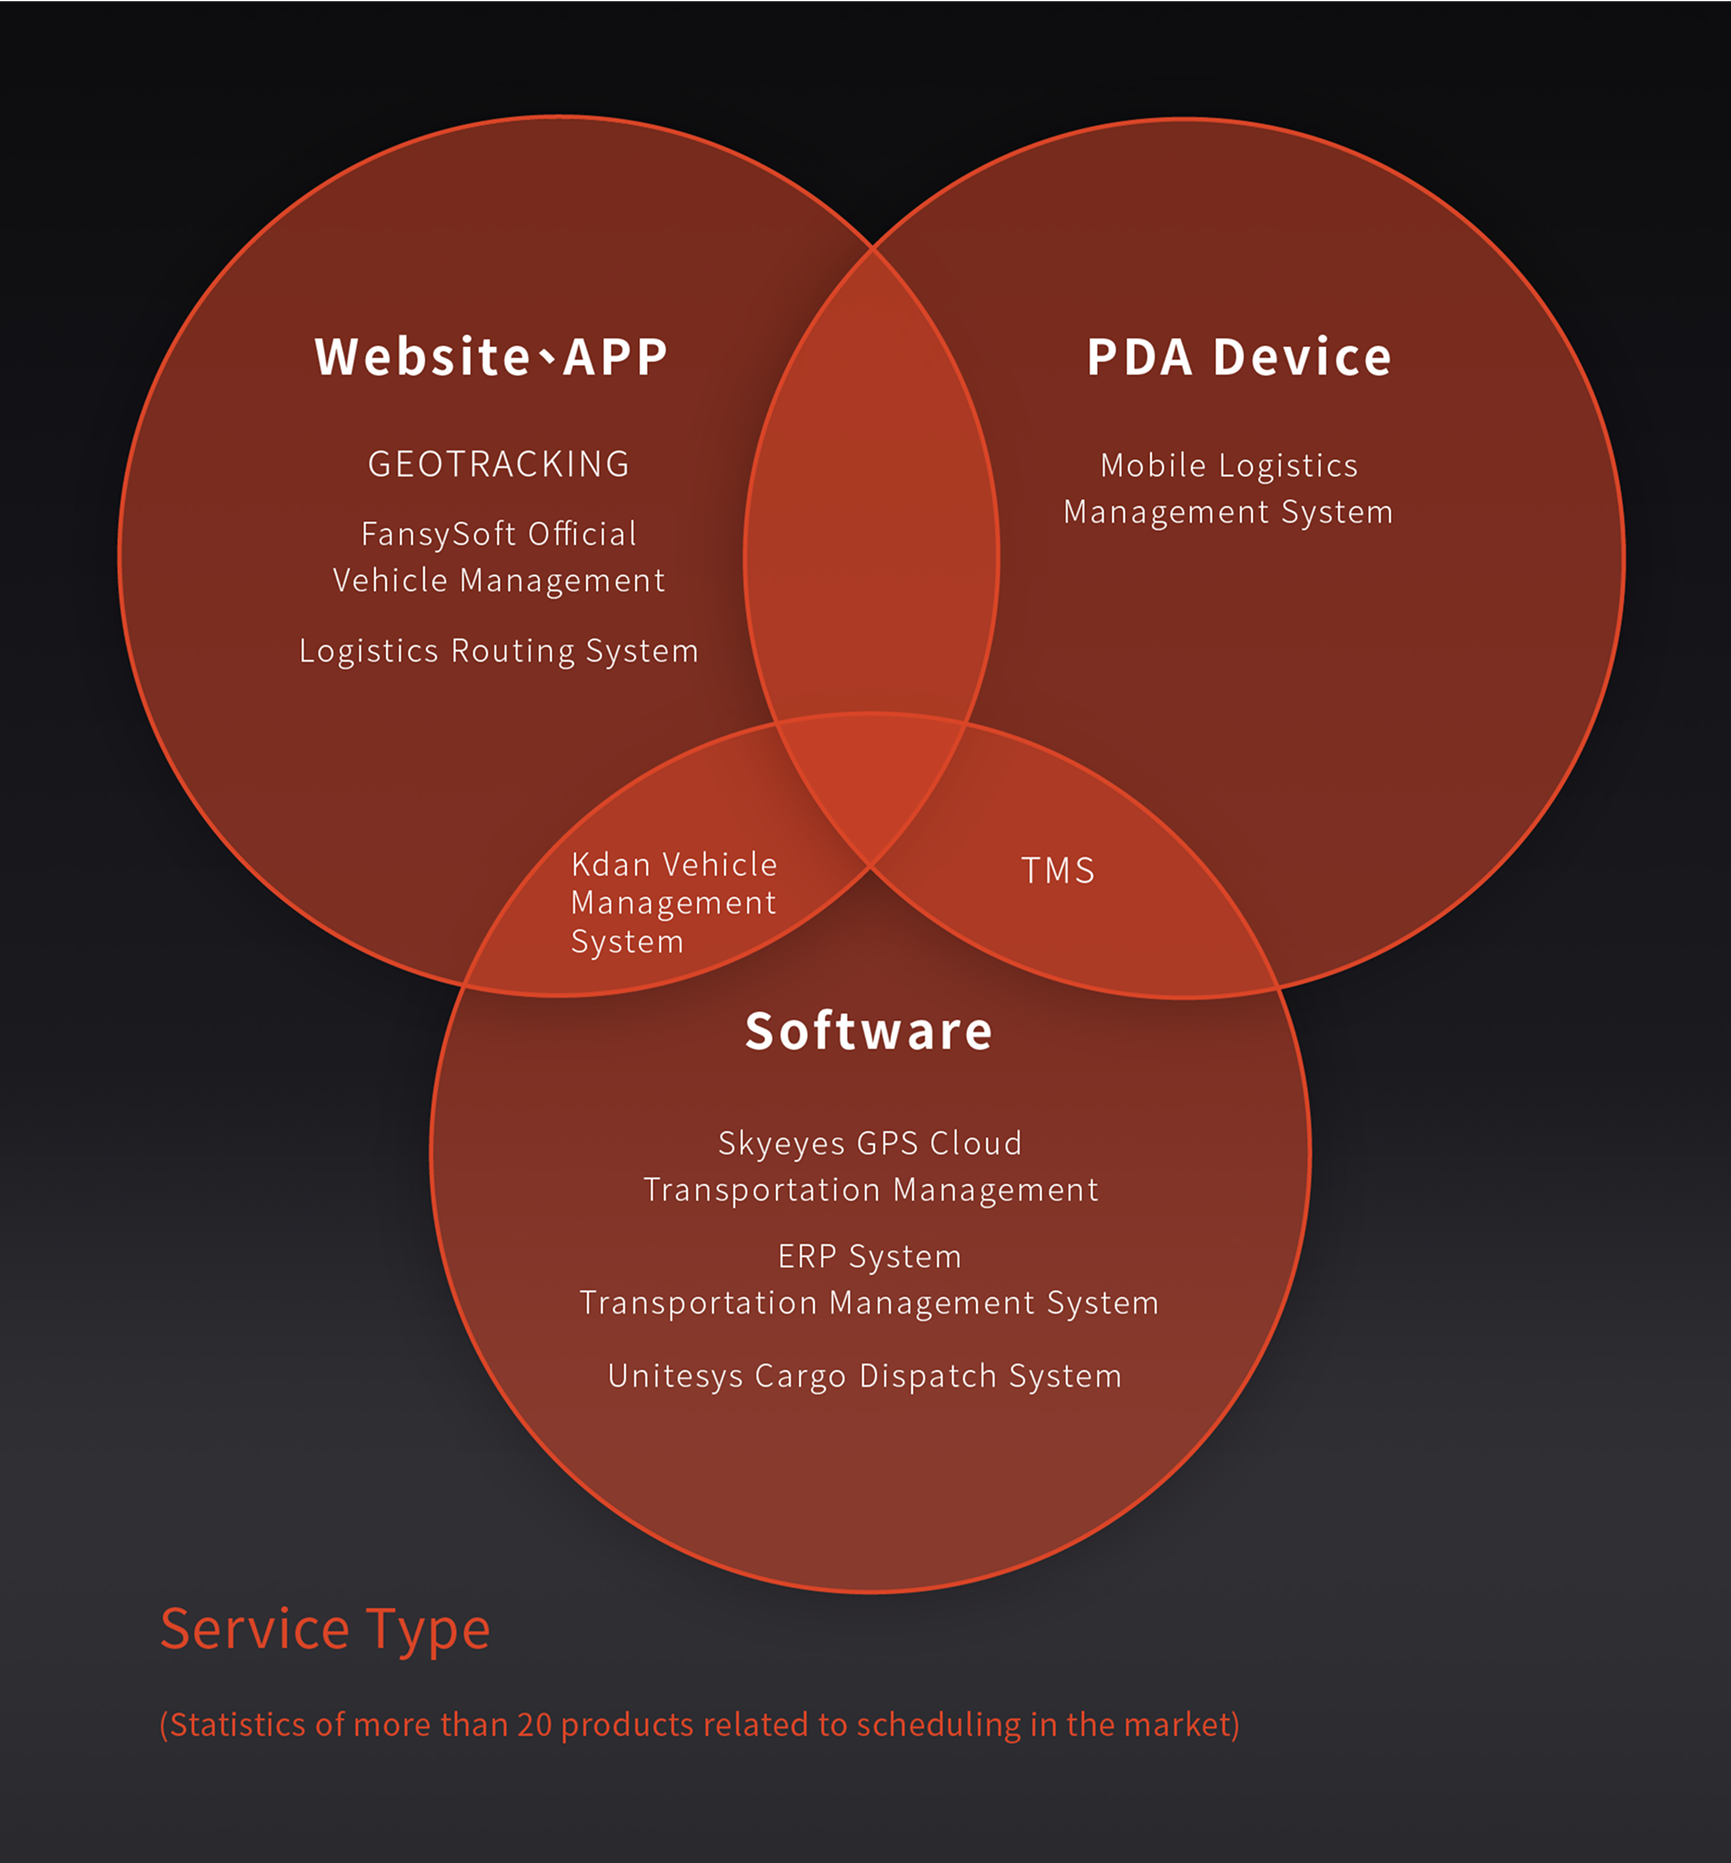 Website、APP
GEOTRACKING
FansySoft Official
Vehicle Management
Logistics Routing System
PDA Device
Mobile Logistics
Management System
Kdan Vehicle
Management
System
TMS
Software
Skyeyes GPS Cloud
Transportation Management
ERP System
Transportation Management System
Unitesys Cargo Dispatch System
Service Type
(Statistics of more than 20 products related to scheduling in the market)